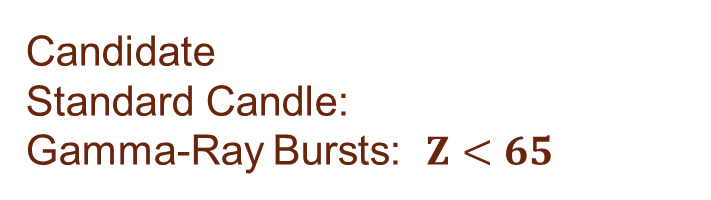 Candidate
Standard Candle:
Gamma-Ray Bursts: Z < 65